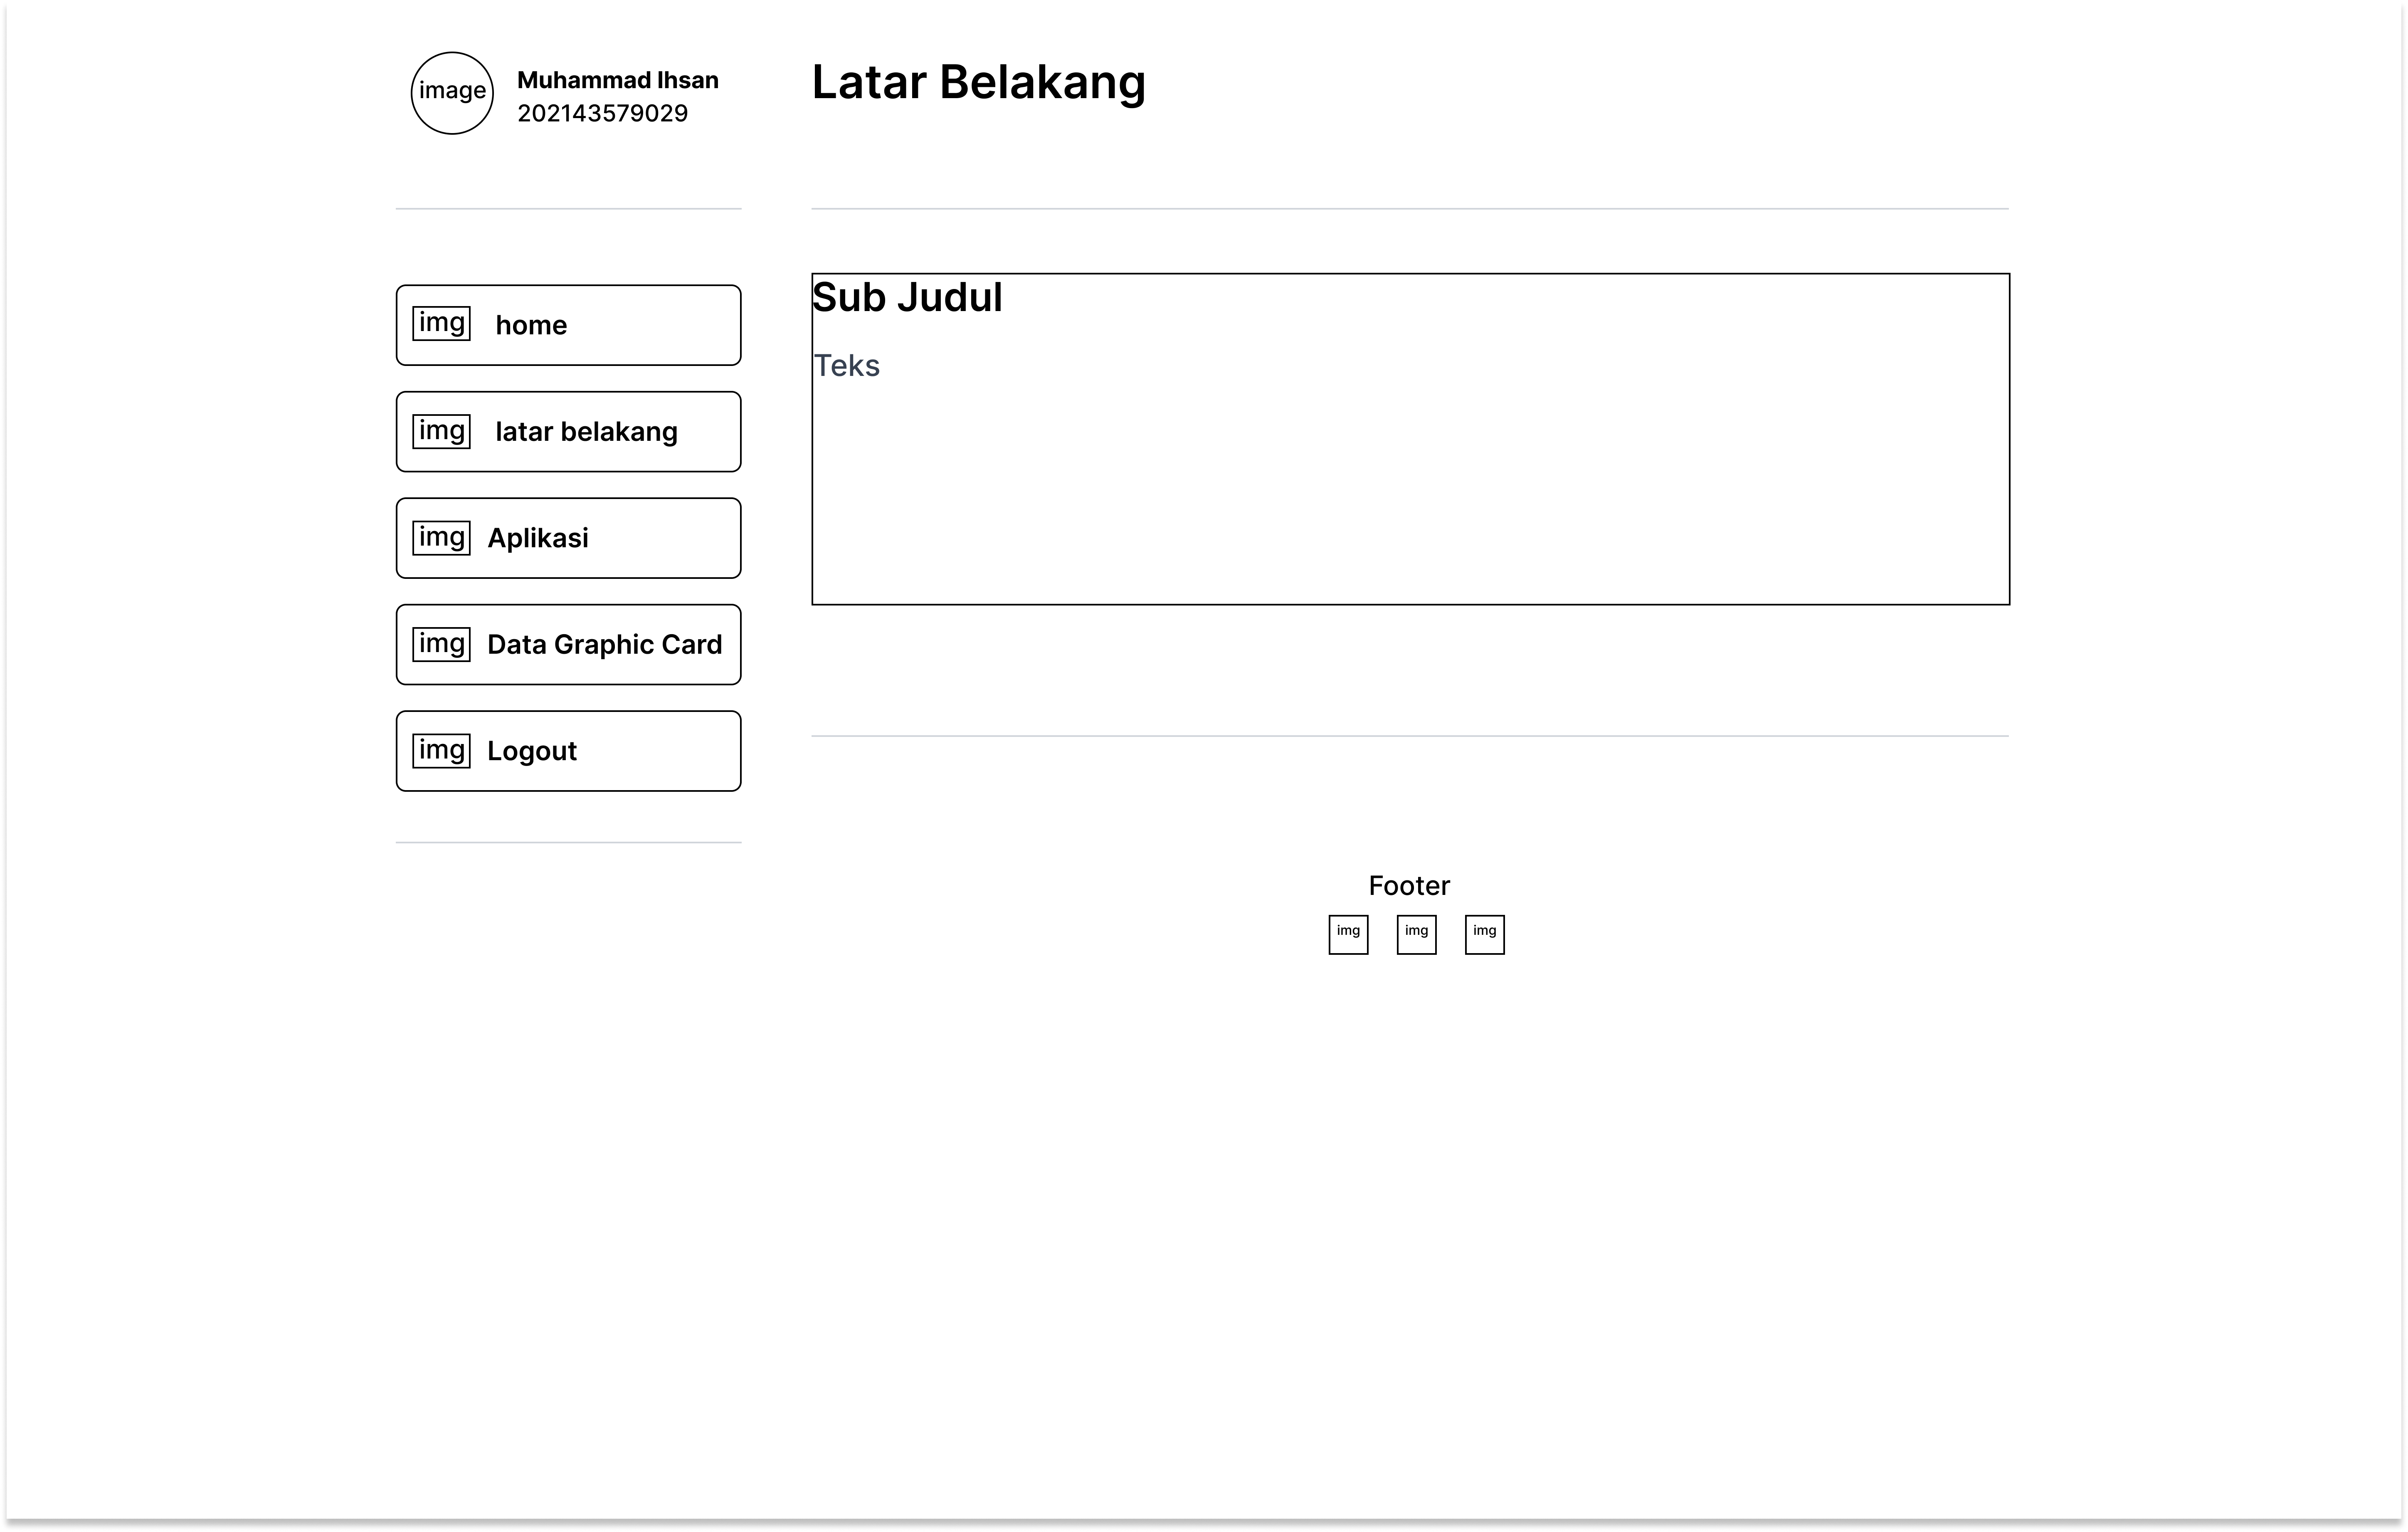 image
Muhammad Ihsan
202143579029
Latar Belakang
img
home
img
latar belakang
img
Aplikasi
img
Data Graphic Card
img
Logout
Sub Judul
Teks
Footer
img
img
img